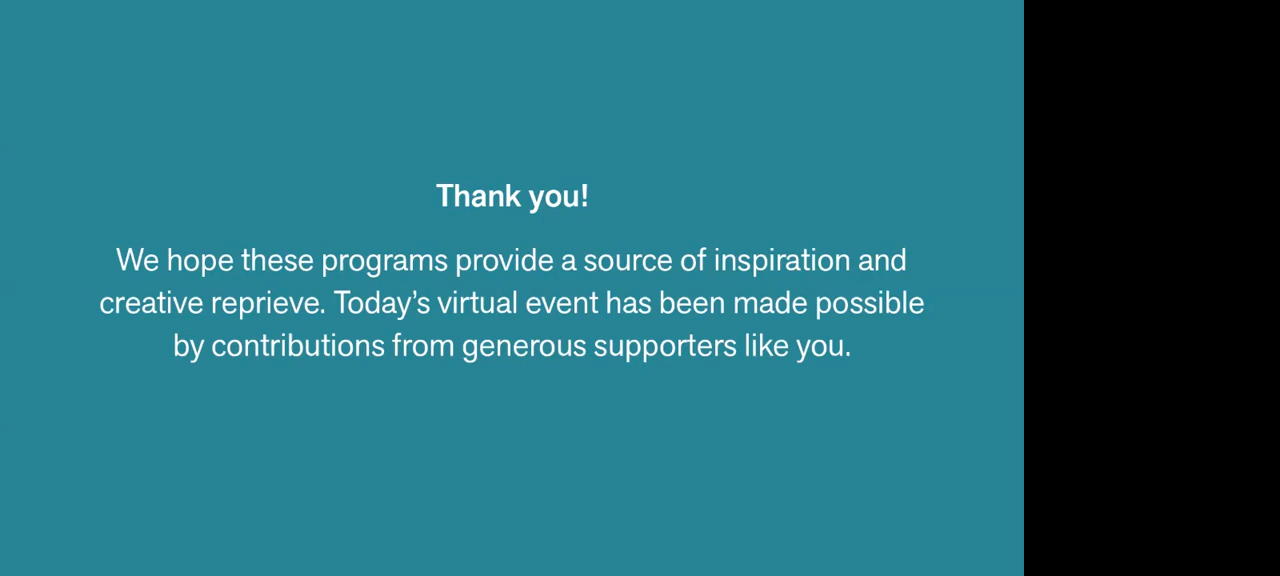 Thank you!
We hope these programs provide a source of inspiration and
creative reprieve. Today’s virtual event has been made possible
by contributions from generous supporters like you.